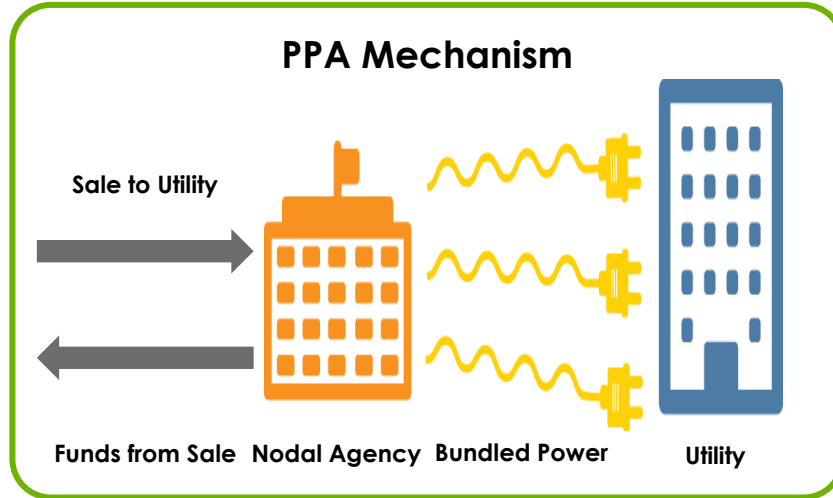 PPA Mechanism
Sale to Utility
Funds from Sale
Nodal Agency
Bundled Power
Utility